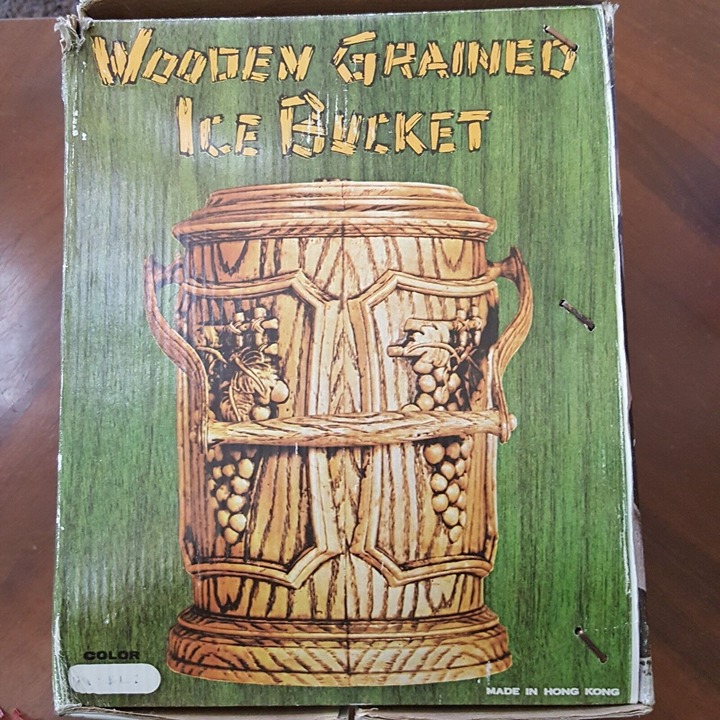 WOODEN GRAINED
ICE BUCKET
COLOR
MADE IN HONG KONG